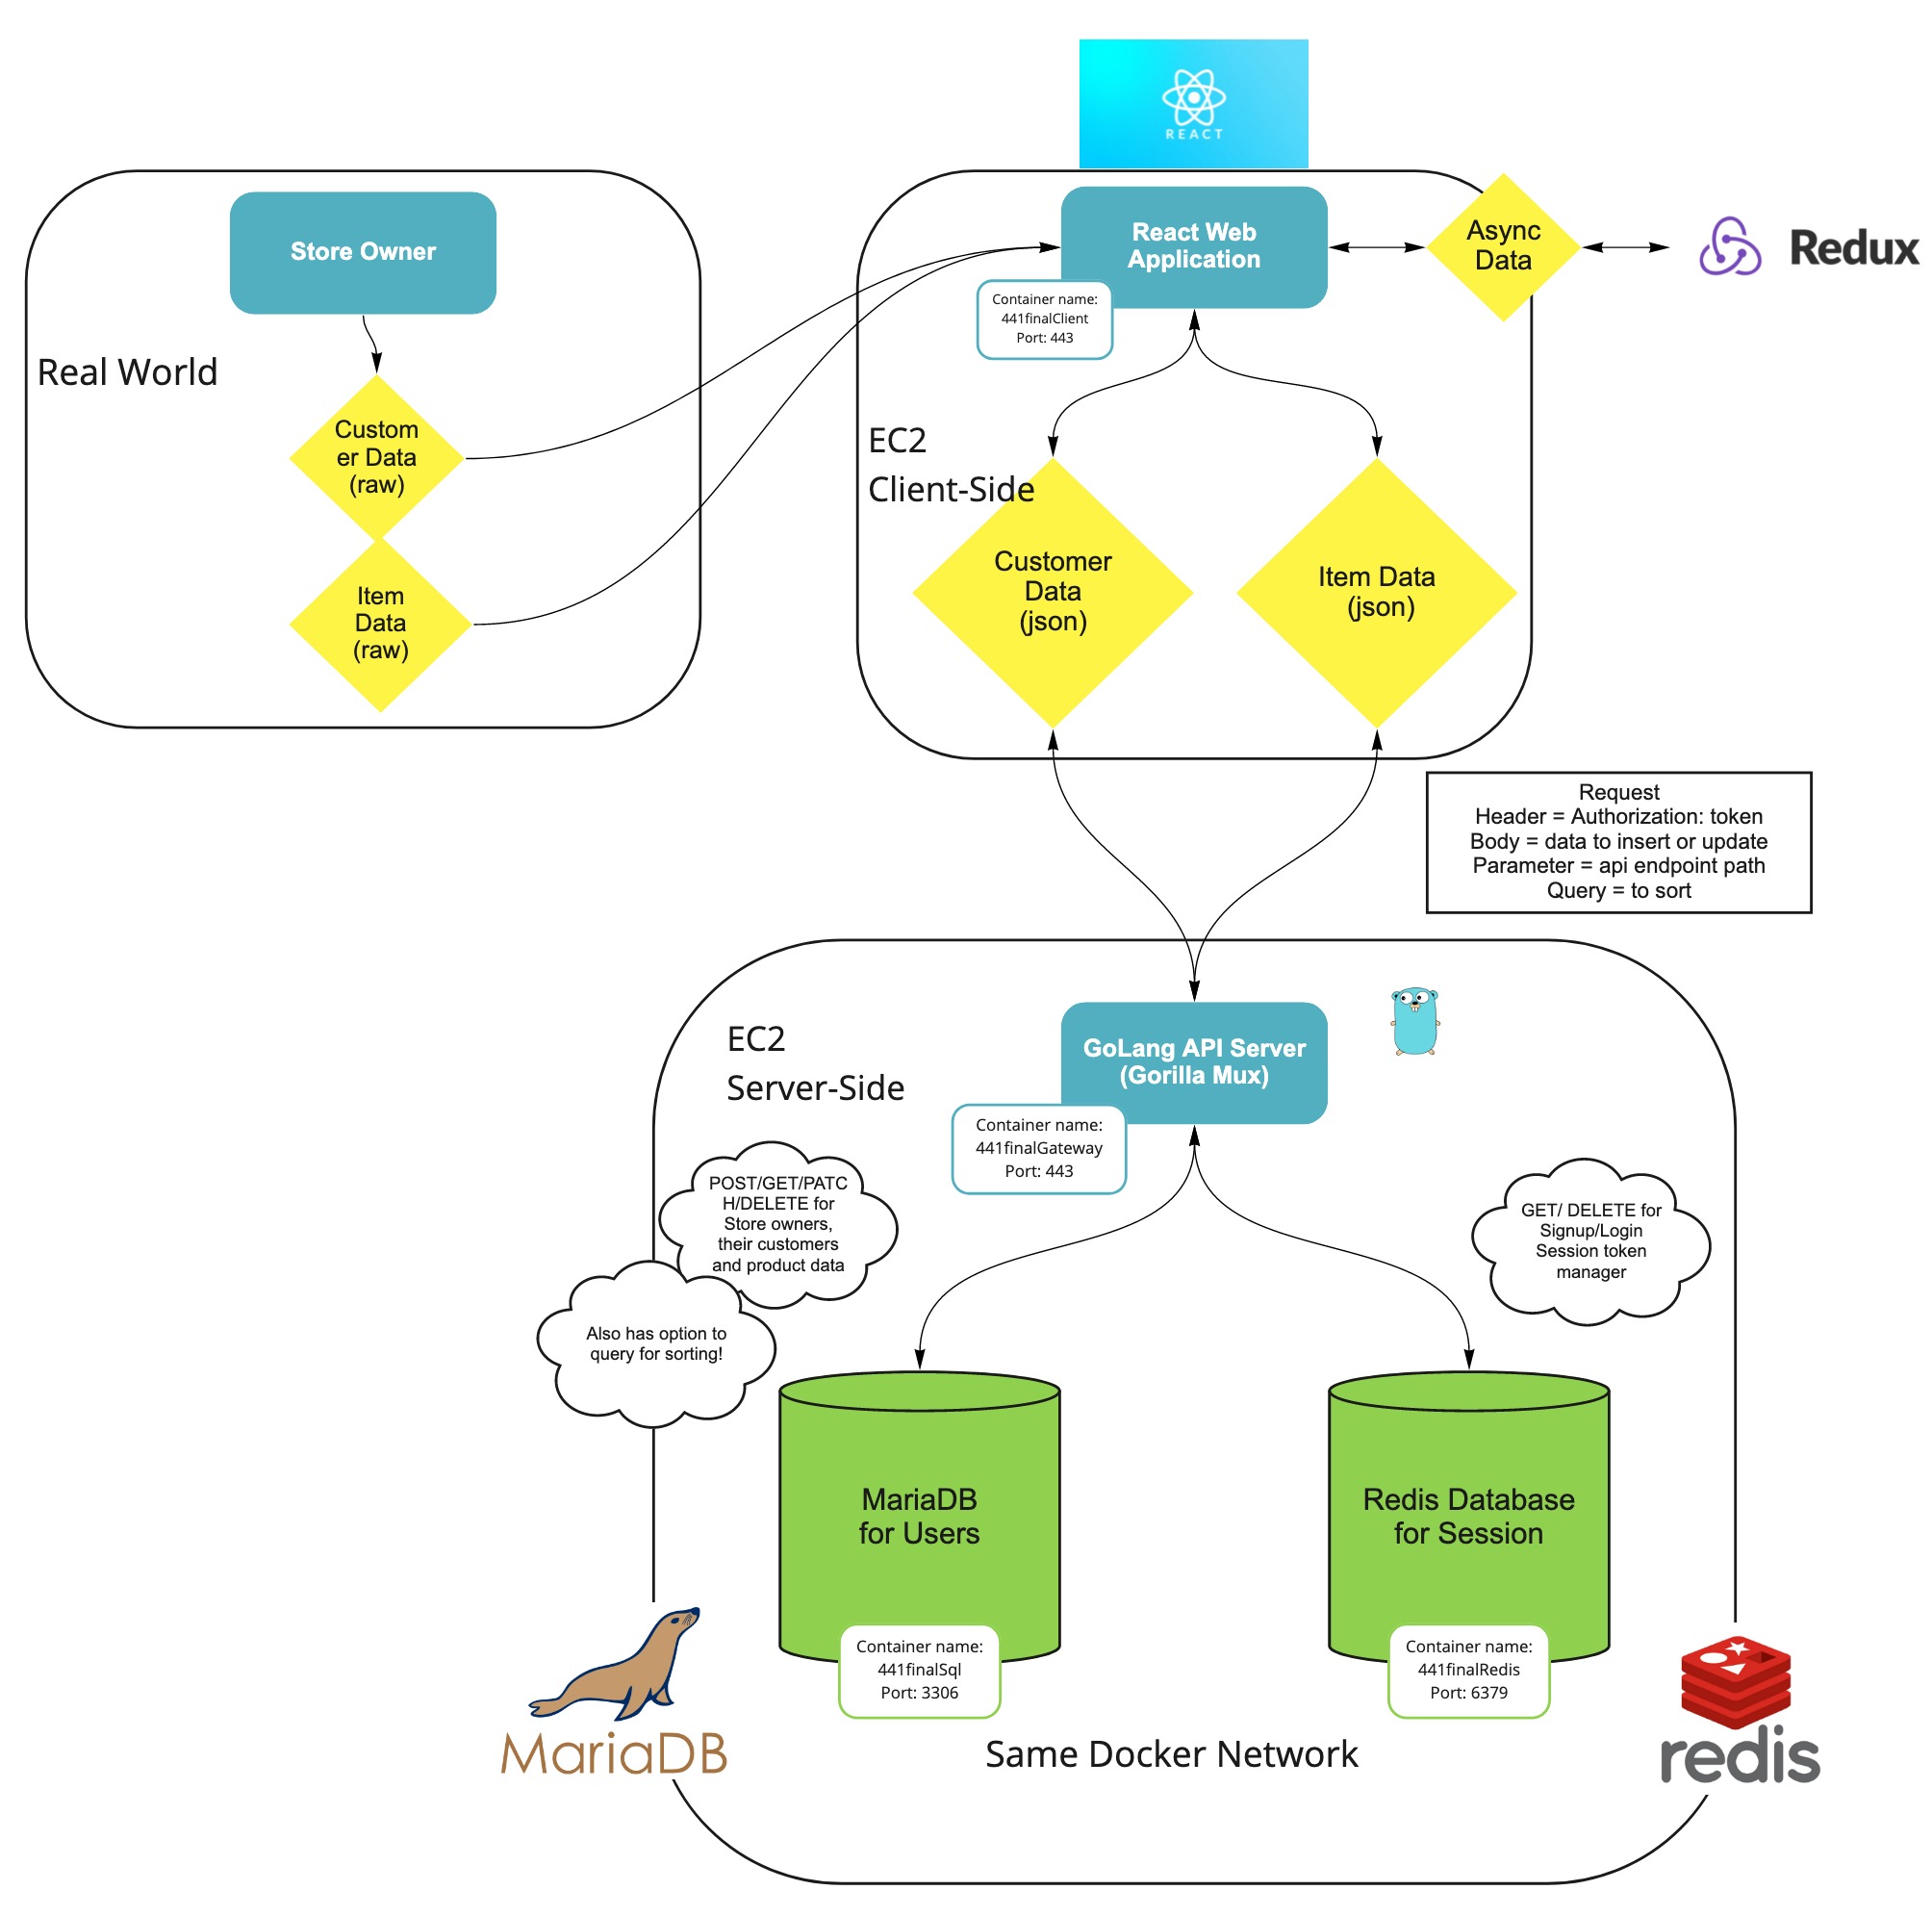 REACT
Store Owner
Real World
Custom
er Data
(raw)
Item
Data
(raw)
React Web
Application
Container name:
441finalClient
Port: 443
Async
Data
Redux
EC2
Client-Side
Customer
Data
(json)
Item Data
(json)
Request
Header = Authorization: token
Body = data to insert or update
Parameter = api endpoint path
Query = to sort
EC2
Server-Side
GoLang API Server
(Gorilla Mux)
Container name:
441finalGateway
Port: 443
POST/GET/PATC
H/DELETE for
Store owners,
their customers
and product data
Also has option to
query for sorting!
GET/ DELETE for
Signup/Login
Session token
manager
MariaDB
for Users
Container name:
441finalSql
Port: 3306
Redis Database
for Session
Container name:
441finalRedis
Port: 6379
MariaDB
Same Docker Network
redis